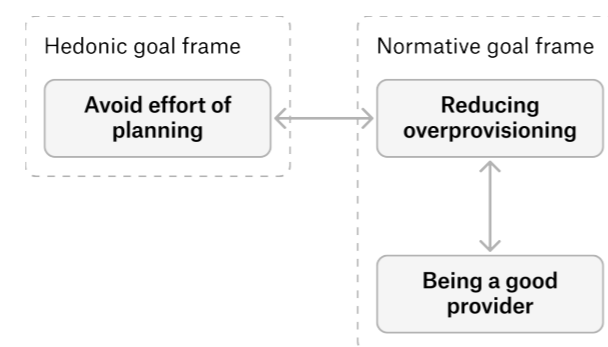 Hedonic goal frame
Normative goal frame
Avoid effort of
planning
Reducing
overprovisioning
Being a good
provider